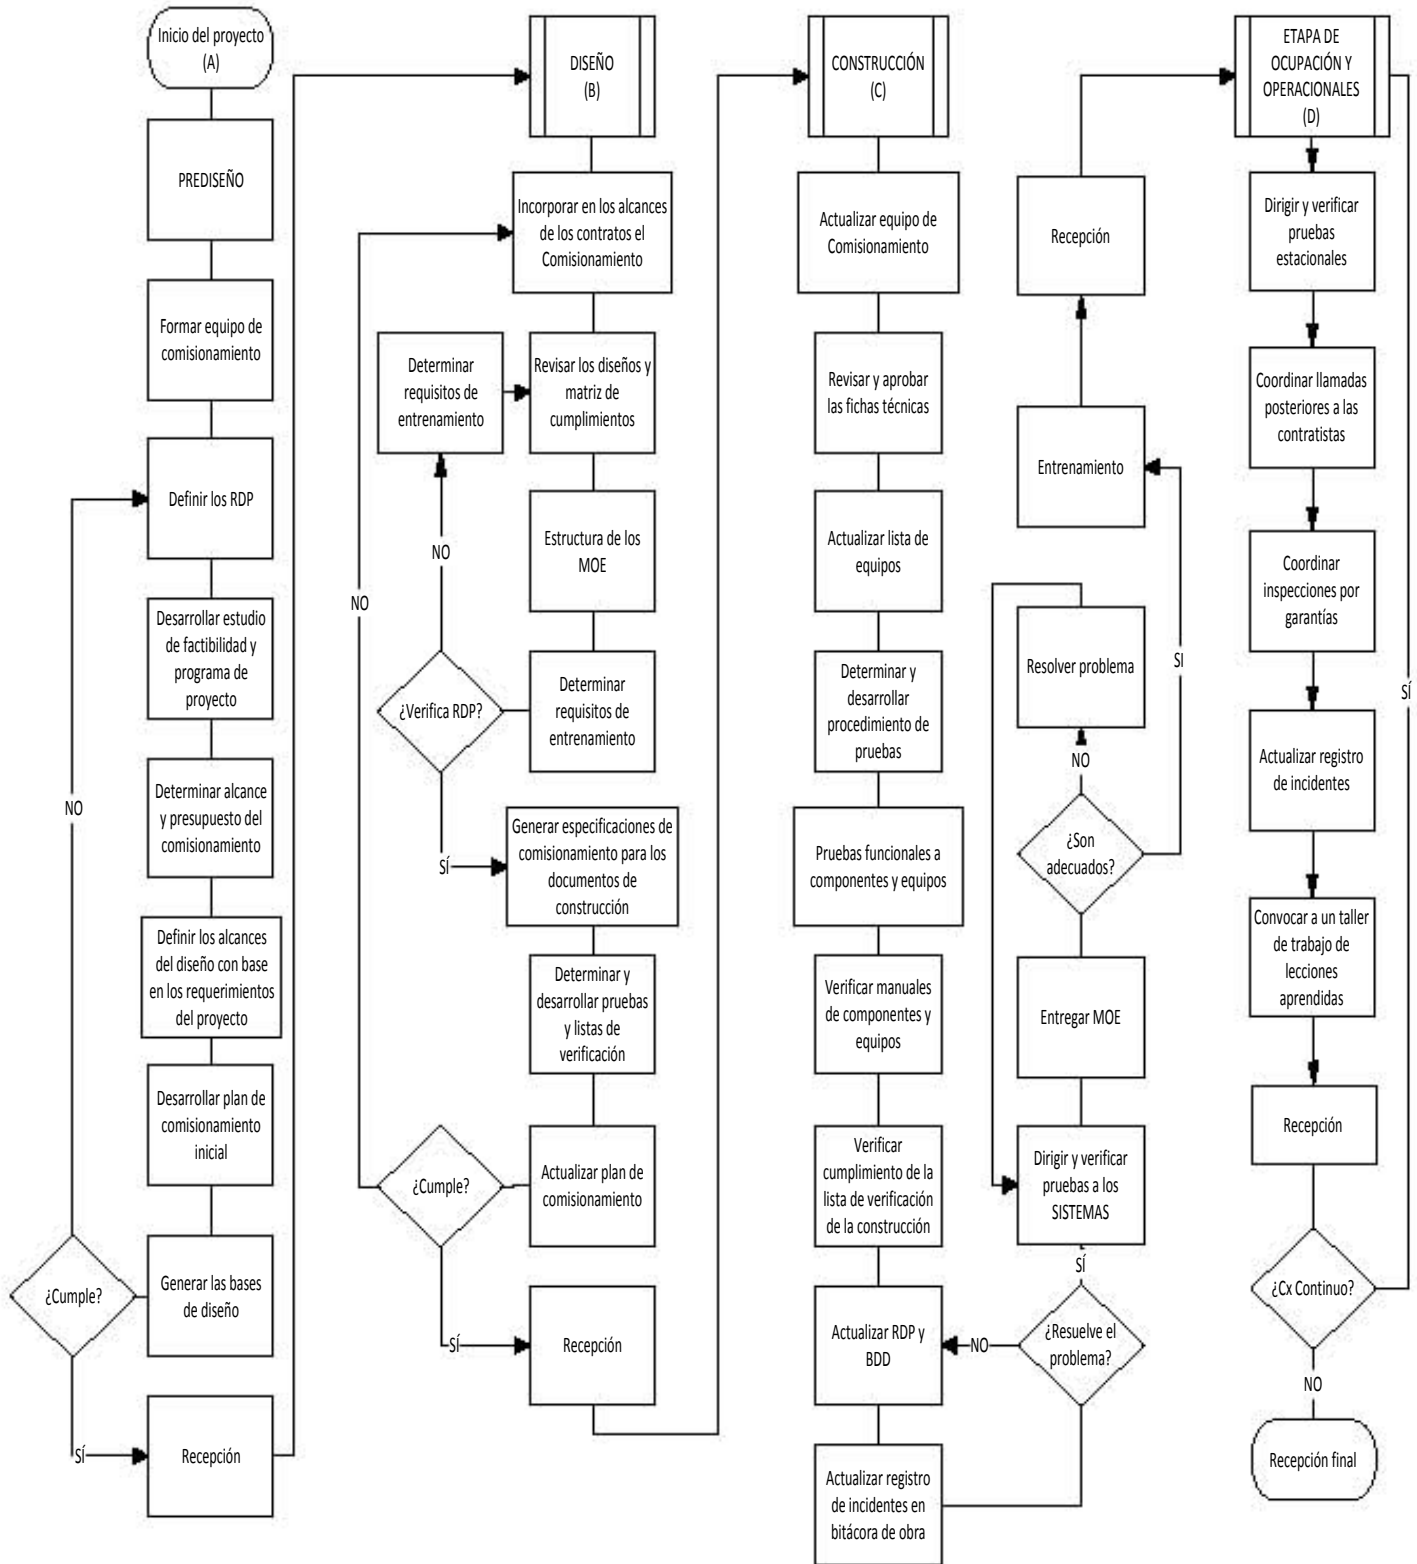 Inicio del proyecto
(A)
PREDISEÑO
Formar equipo de
comisionamiento
Definir los RDP
Desarrollar estudio
de factibilidad y
programa de
proyecto
Determinar alcance
y presupuesto del
comisionamiento
Definir los alcances
del diseño con base
en los requerimientos
del proyecto
Desarrollar plan de
comisionamiento
inicial
Generar las bases
de diseño
¿Cumple?
NO
SÍ
Recepción
DISEÑO
(B)
Incorporar en los alcances
de los contratos el
Comisionamiento
Determinar
requisitos de
entrenamiento
Revisar los diseños y
matriz de
cumplimientos
Estructura de los
MOE
NO
NO
¿Verifica RDP?
Determinar
requisitos de
entrenamiento
SÍ
Generar especificaciones de
comisionamiento para los
documentos de
construcción
Determinar y
desarrollar pruebas
y listas de
verificación
Actualizar plan de
comisionamiento
¿Cumple?
SÍ
Recepción
CONSTRUCCIÓN
(C)
Actualizar equipo de
Comisionamiento
Revisar y aprobar
las fichas técnicas
Actualizar lista de
equipos
Determinar y
desarrollar
procedimiento de
pruebas
Pruebas funcionales a
componentes y equipos
Verificar manuales
de componentes y
equipos
Verificar
cumplimiento de la
lista de verificación
de la construcción
Actualizar RDP y
BDD
Actualizar registro
de incidentes en
bitácora de obra
Recepción
Entrenamiento
Resolver problema
SI
NO
¿Son
adecuados?
Entregar MOE
Dirigir y verificar
pruebas a los
SISTEMAS
SÍ
¿Resuelve el
problema?
NO
ETAPA DE
OCUPACIÓN Y
OPERACIONALES
(D)
Dirigir y verificar
pruebas
estacionales
Coordinar llamadas
posteriores a las
contratistas
Coordinar
inspecciones por
garantías
SÍ
Actualizar registro
de incidentes
Convocar a un taller
de trabajo de
lecciones
aprendidas
Recepción
¿Cx Continuo?
NO
Recepción final